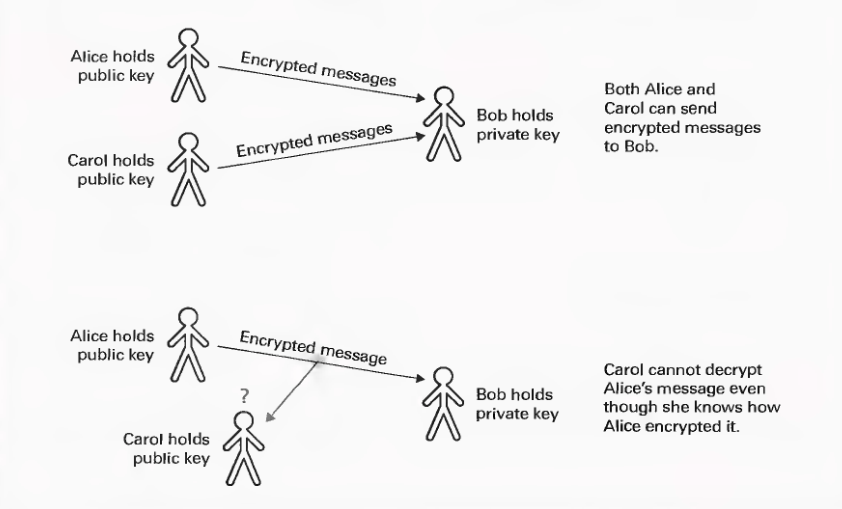 Alice holds
public key
Encrypted messages
Bob holds
private key
Both Alice and
Carol can send
encrypted messages
to Bob.
Carol holds
public key
Encrypted messages
Alice holds
public key
Encrypted message
Bob holds
private key
Carol cannot decrypt
Alice's message even
though she knows how
Alice encrypted it.
?
Carol holds
public key